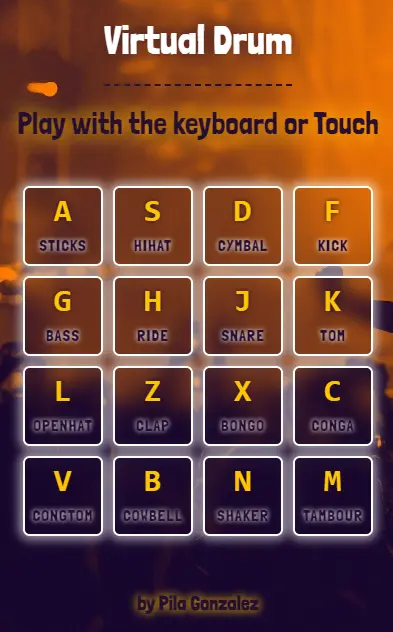 Virtual Drum
Play with the keyboard or Touch
A S D F
STICKS HIHAT CYMBAL KICK
G H J K
BASS RIDE SNARE TOM
L Z X C
OPENHAT CLAP BONGO CONGA
V B N M
CONGTOM COWBELL SHAKER TAMBOUR
by Pila Gonzalez